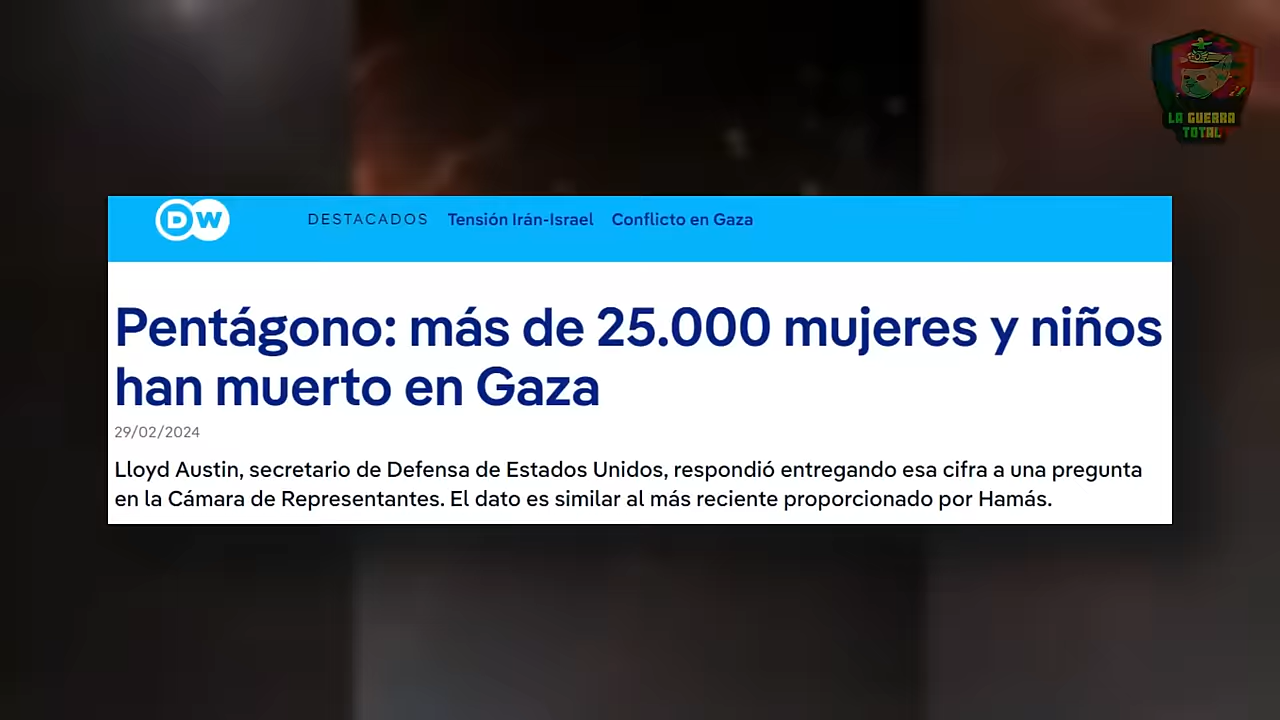 LA GUERRA
TOTAL
DW
DESTACADOS Tensión Irán-Israel Conflicto en Gaza
Pentágono: más de 25.000 mujeres y niños
han muerto en Gaza
29/02/2024
Lloyd Austin, secretario de Defensa de Estados Unidos, respondió entregando esa cifra a una pregunta
en la Cámara de Representantes. El dato es similar al más reciente proporcionado por Hamás.